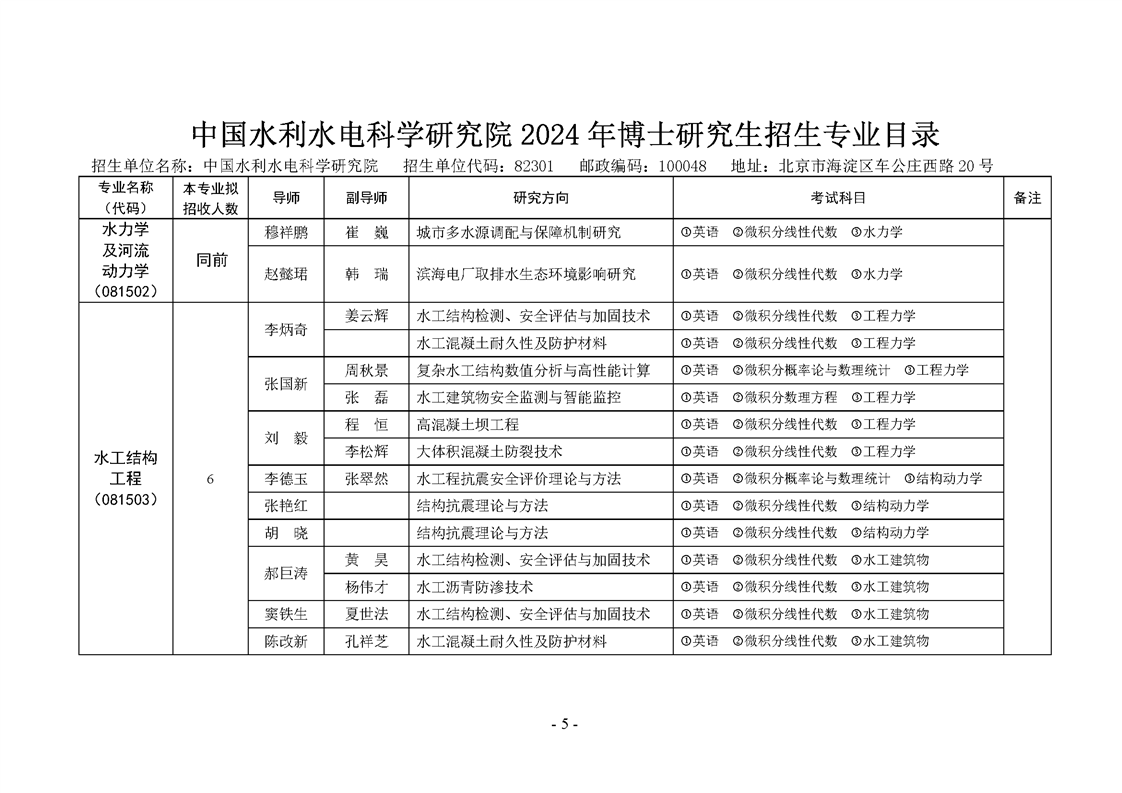 中国水利水电科学研究院 2024 年博士研究生招生专业目录
招生单位名称：中国水利水电科学研究院 招生单位代码：82301 邮政编码：100048 地址：北京市海淀区车公庄西路 20 号
专业名称（代码） 本专业拟招收人数 导师 副导师 研究方向 考试科目 备注
水力学及河流动力学（081502） 同前 穆祥鹏 崔 巍 城市多水源调配与保障机制研究 ①英语 ②微积分线性代数 ③水力学
赵懿珺 韩 瑞 滨海电厂取排水生态环境影响研究 ①英语 ②微积分线性代数 ③水力学
水工结构工程（081503） 6 李炳奇 姜云辉 水工结构检测、安全评估与加固技术 ①英语 ②微积分线性代数 ③工程力学
水工混凝土耐久性及防护材料 ①英语 ②微积分线性代数 ③工程力学
张国新 周秋景 复杂水工结构数值分析与高性能计算 ①英语 ②微积分概率论与数理统计 ③工程力学
张 磊 水工建筑物安全监测与智能监控 ①英语 ②微积分数理方程 ③工程力学
刘 毅 程 恒 高混凝土坝工程 ①英语 ②微积分线性代数 ③工程力学
李松辉 大体积混凝土防裂技术 ①英语 ②微积分线性代数 ③工程力学
李德玉 张翠然 水工程抗震安全评价理论与方法 ①英语 ②微积分概率论与数理统计 ③结构动力学
张艳红 结构抗震理论与方法 ①英语 ②微积分线性代数 ③结构动力学
胡 晓 结构抗震理论与方法 ①英语 ②微积分线性代数 ③结构动力学
郝巨涛 黄 昊 水工结构检测、安全评估与加固技术 ①英语 ②微积分线性代数 ③水工建筑物
杨伟才 水工沥青防渗技术 ①英语 ②微积分线性代数 ③水工建筑物
窦铁生 夏世法 水工结构检测、安全评估与加固技术 ①英语 ②微积分线性代数 ③水工建筑物
陈改新 孔祥芝 水工混凝土耐久性及防护材料 ①英语 ②微积分线性代数 ③水工建筑物
- 5 -